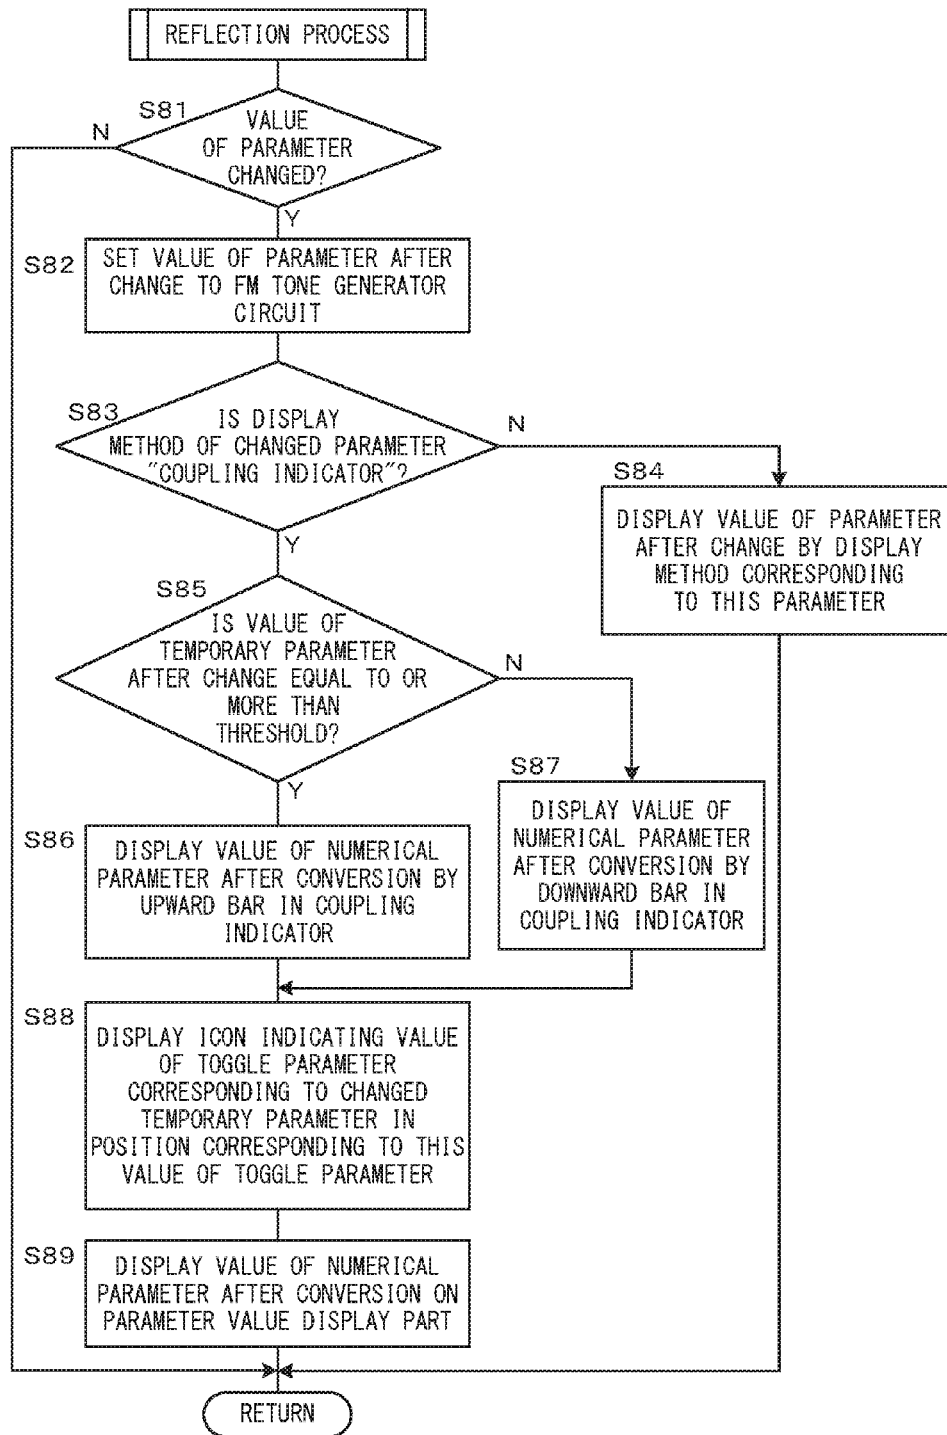 REFLECTION PROCESS
S81
VALUE
OF PARAMETER
CHANGED?
N
Y
S82
SET VALUE OF PARAMETER AFTER
CHANGE TO FM TONE GENERATOR
CIRCUIT
S83
IS DISPLAY
METHOD OF CHANGED PARAMETER
"COUPLING INDICATOR"?
N
Y
S84
DISPLAY VALUE OF PARAMETER
AFTER CHANGE BY DISPLAY
METHOD CORRESPONDING
TO THIS PARAMETER
S85
IS VALUE OF
TEMPORARY PARAMETER
AFTER CHANGE EQUAL TO OR
MORE THAN
THRESHOLD?
N
Y
S87
DISPLAY VALUE OF
NUMERICAL PARAMETER
AFTER CONVERSION BY
DOWNWARD BAR IN
COUPLING INDICATOR
S86
DISPLAY VALUE OF NUMERICAL
PARAMETER AFTER CONVERSION BY
UPWARD BAR IN COUPLING
INDICATOR
S88
DISPLAY ICON INDICATING VALUE
OF TOGGLE PARAMETER
CORRESPONDING TO CHANGED
TEMPORARY PARAMETER IN
POSITION CORRESPONDING TO THIS
VALUE OF TOGGLE PARAMETER
S89
DISPLAY VALUE OF NUMERICAL
PARAMETER AFTER CONVERSION ON
PARAMETER VALUE DISPLAY PART
RETURN